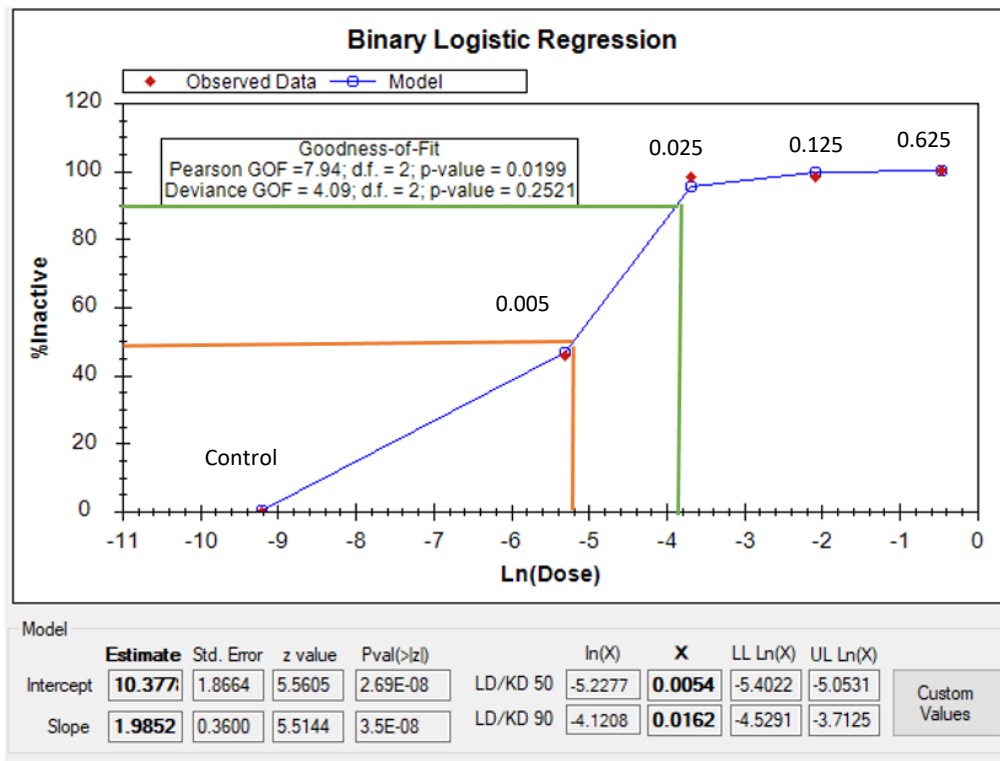 Binary Logistic Regression
Observed Data Model
120
0.025 0.125 0.625
Goodness-of-Fit
Pearson GOF =7.94; d.f. = 2; p-value = 0.0199
Deviance GOF = 4.09; d.f. = 2; p-value = 0.2521
100
80
0.005
60
%Inactive
40
Control
20
0
-11 -10 -9 -8 -7 -6 -5 -4 -3 -2 -1 0
Ln(Dose)
Model
Estimate Std. Error z value Pval(>|z|) ln(X) X LL Ln(X) UL Ln(X)
Intercept 10.377 1.8664 5.5605 2.69E-08 LD/KD 50 -5.2277 0.0054 -5.4022 -5.0531
Slope 1.9852 0.3600 5.5144 3.5E-08 LD/KD 90 -4.1208 0.0162 -4.5291 -3.7125
Custom
Values